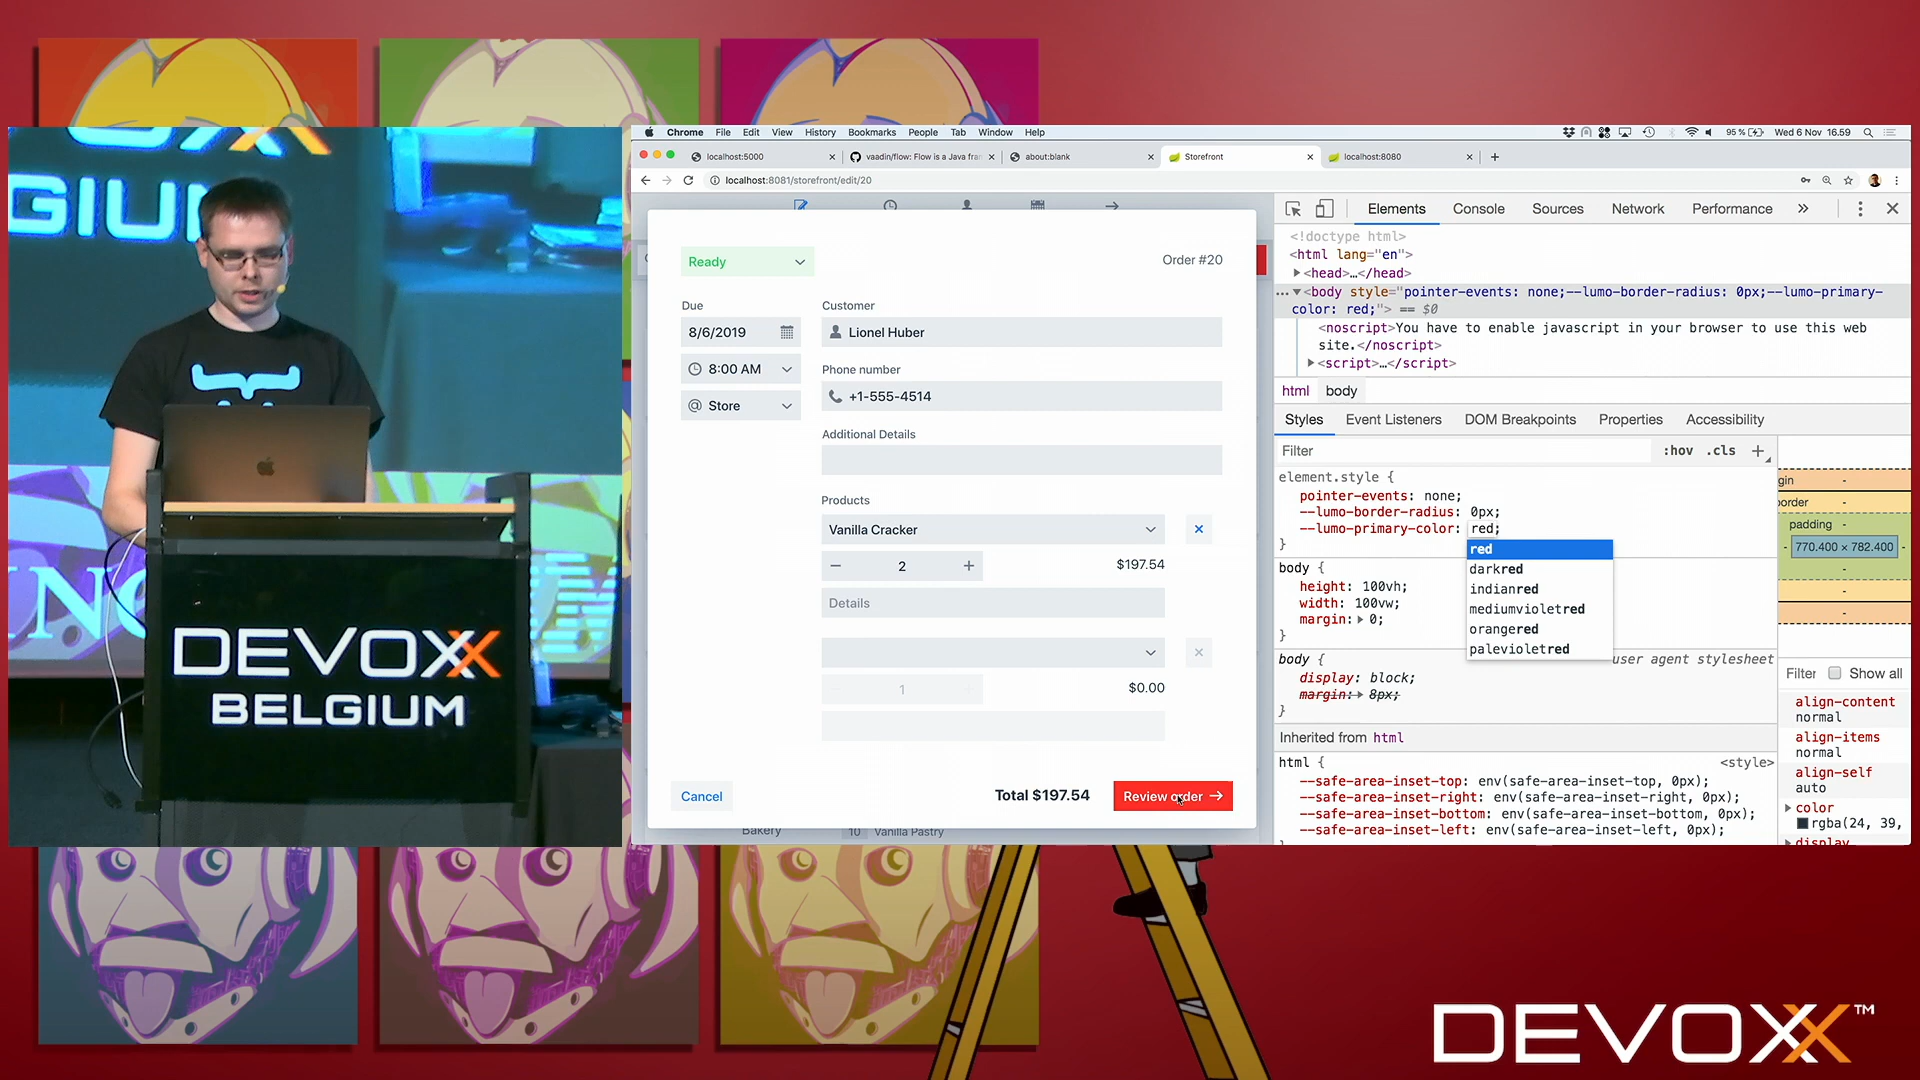 GIUM
DEVOXX
BELGIUM
Chrome File Edit View History Bookmarks People Tab Window Help
95 % Wed 6 Nov 16.59
localhost:5000
vaadin/flow: Flow is a Java fra
about:blank
Storefront
localhost:8080
localhost:8081/storefront/edit/20
Ready
Order #20
Due
8/6/2019
8:00 AM
Store
Customer
Lionel Huber
Phone number
+1-555-4514
Additional Details
Products
Vanilla Cracker
2
$197.54
Details
1
$0.00
Cancel
Total $197.54
Review order
Bakery
10 Vanilla Pastry
Elements Console Sources Network Performance »
<!doctype html>
<html lang="en">
<head>…</head>
<body style="pointer-events: none;--lumo-border-radius: 0px;--lumo-primary-
color: red;"> == $0
<noscript>You have to enable javascript in your browser to use this web
site.</noscript>
<script>…</script>
html body
Styles Event Listeners DOM Breakpoints Properties Accessibility
Filter
:hov .cls +
element.style {
pointer-events: none;
--lumo-border-radius: 0px;
--lumo-primary-color: red;
}
red
darkred
indianred
mediumvioletred
orangered
palevioletred
body {
height: 100vh;
width: 100vw;
margin: 0;
}
body {
user agent stylesheet
display: block;
margin: 8px;
}
Inherited from html
html {
<style>
--safe-area-inset-top: env(safe-area-inset-top, 0px);
--safe-area-inset-right: env(safe-area-inset-right, 0px);
--safe-area-inset-bottom: env(safe-area-inset-bottom, 0px);
--safe-area-inset-left: env(safe-area-inset-left, 0px);
gin -
order -
padding -
- 770.400 × 782.400 -
-
-
-
Filter Show all
align-content
normal
align-items
normal
align-self
auto
color
rgba(24, 39,
display
DEVOXX™